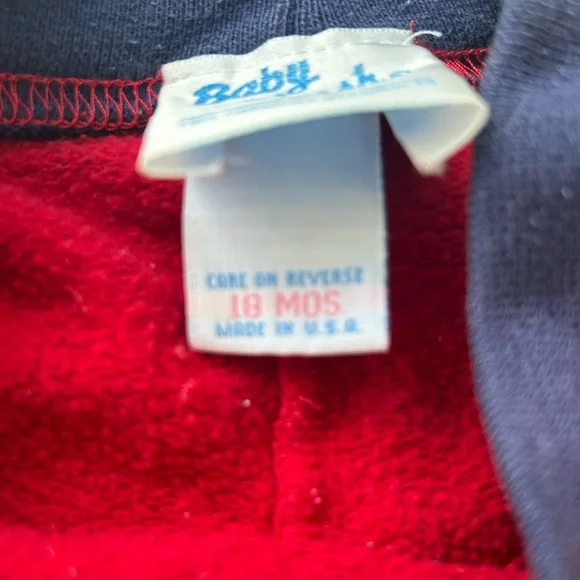 Baby
CARE ON REVERSE
18 MOS.
MADE IN U.S.A.